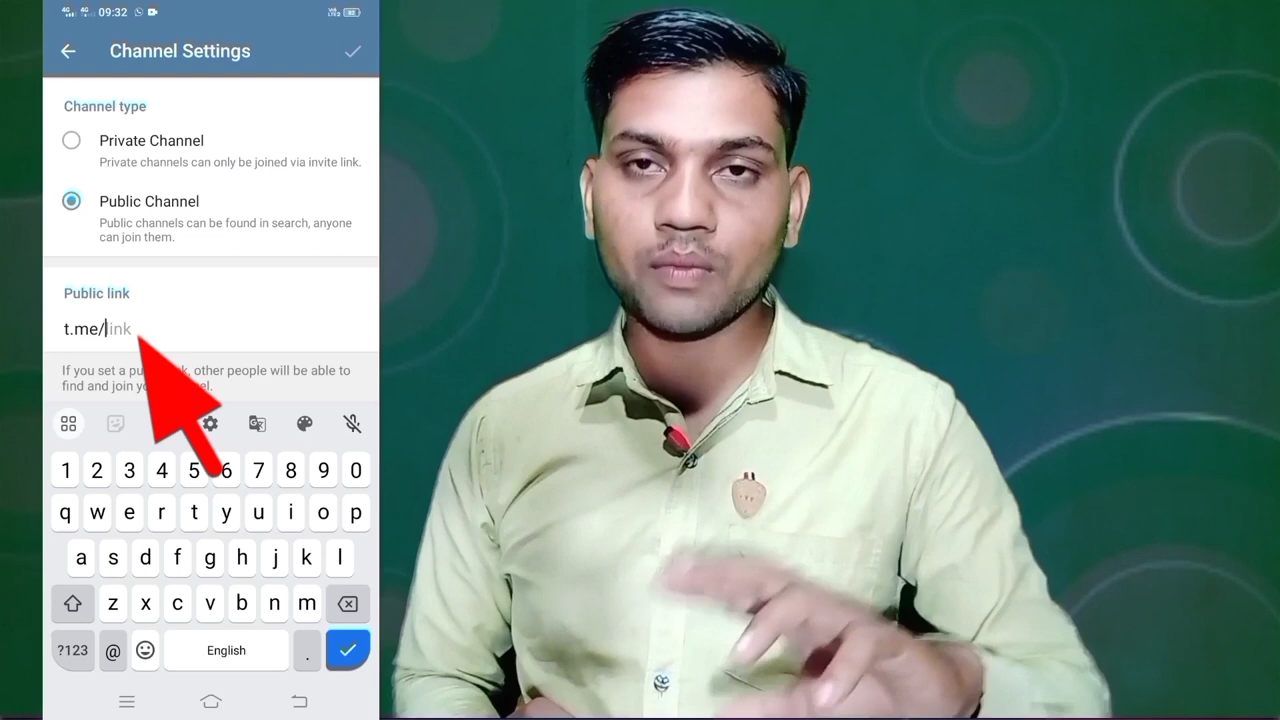 4G 4G 09:32
Channel Settings
Channel type
Private Channel
Private channels can only be joined via invite link.
Public Channel
Public channels can be found in search, anyone
can join them.
Public link
t.me/link
If you set a pu k, other people will be able to
find and join yo el.
1 2 3 4 5 6 7 8 9 0
q w e r t y u i o p
a s d f g h j k l
z x c v b n m
?123 @ English .